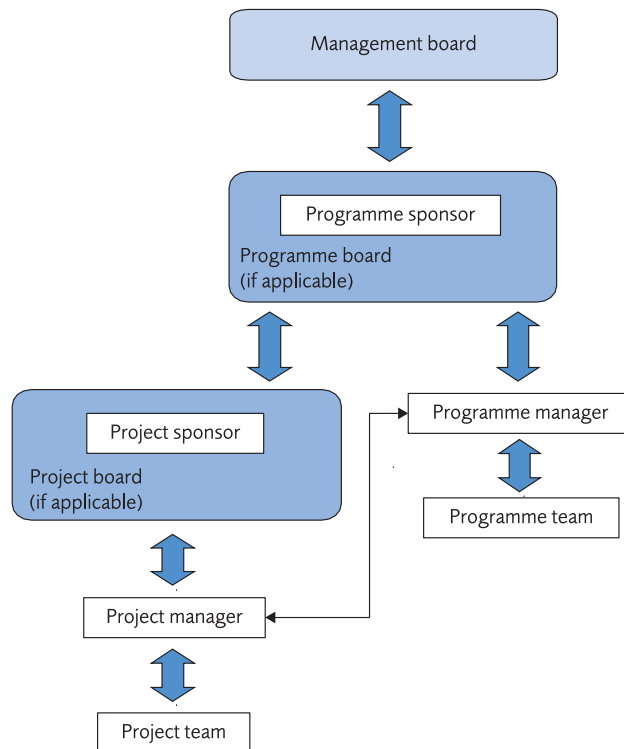 Management board
Programme sponsor
Programme board
(if applicable)
Project sponsor
Project board
(if applicable)
Programme manager
Programme team
Project manager
Project team